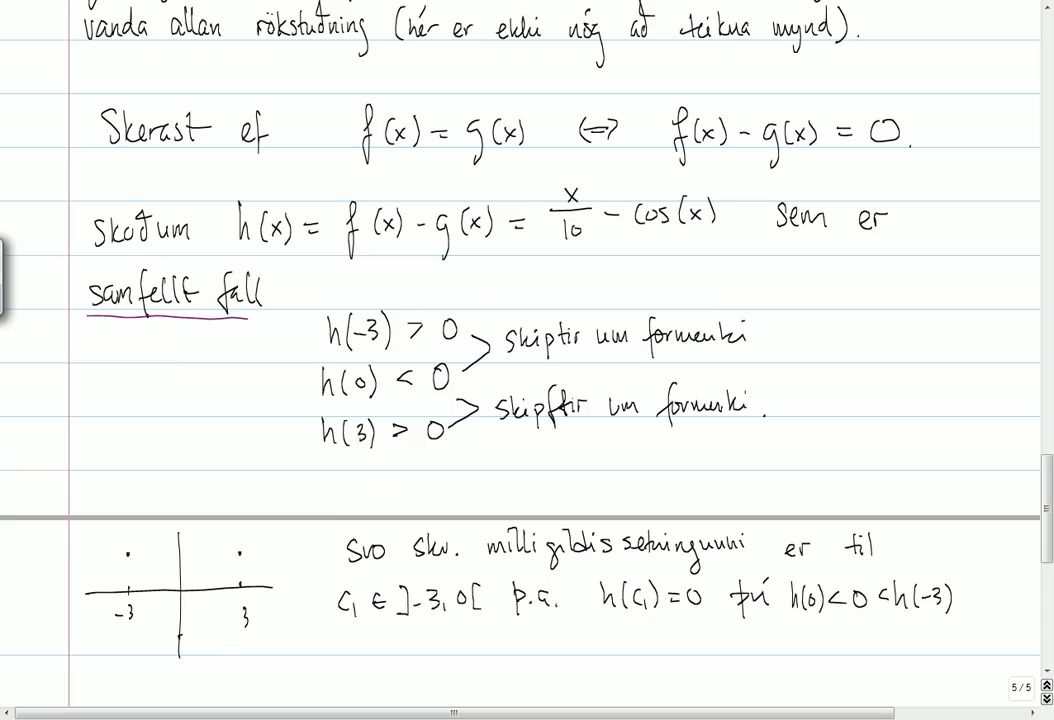 vanda allan rökstuðning (hér er ekki nóg að teikna mynd).
Skerast ef f(x) = g(x) ⇔ f(x) - g(x) = 0.
Skoðum h(x) = f(x) - g(x) = x/10 - cos(x) sem er
samfellt fall
h(-3) > 0
skiptir um formerki
h(0) < 0
skipftir um formerki.
h(3) > 0
-3 3
Svo skv. milligildissetningunni er til
c₁ ∈ ]-3,0[ þ.a. h(c₁)=0 því h(0)<0<h(-3)
5/5